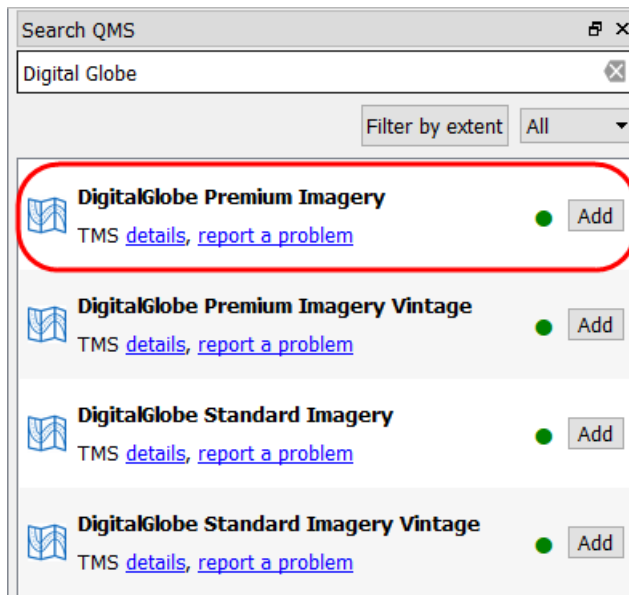 Search QMS
Digital Globe
Filter by extent All
DigitalGlobe Premium Imagery
TMS details, report a problem
Add
DigitalGlobe Premium Imagery Vintage
TMS details, report a problem
Add
DigitalGlobe Standard Imagery
TMS details, report a problem
Add
DigitalGlobe Standard Imagery Vintage
TMS details, report a problem
Add